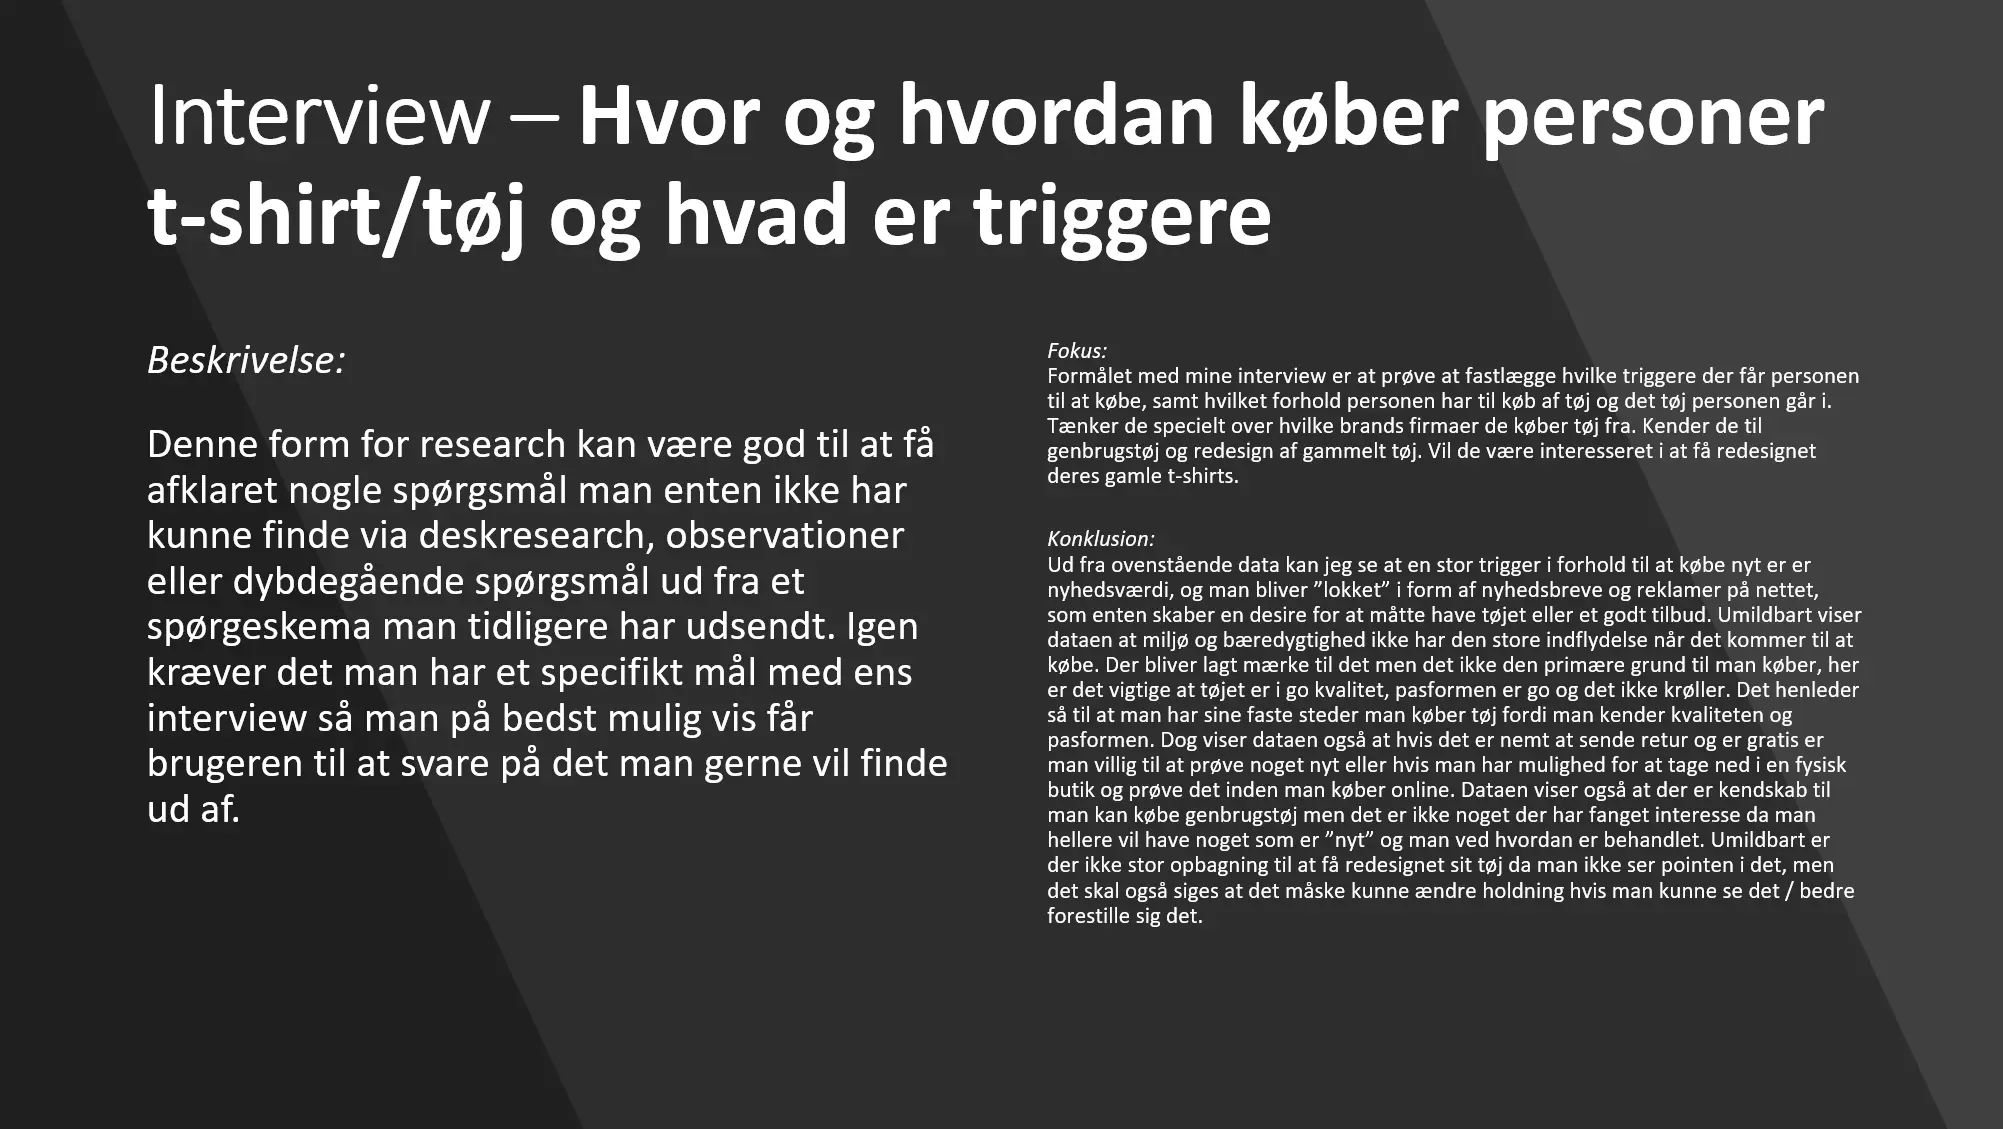 Interview – Hvor og hvordan køber personer
t-shirt/tøj og hvad er triggere
Beskrivelse:
Denne form for research kan være god til at få
afklaret nogle spørgsmål man enten ikke har
kunne finde via deskresearch, observationer
eller dybdegående spørgsmål ud fra et
spørgeskema man tidligere har udsendt. Igen
kræver det man har et specifikt mål med ens
interview så man på bedst mulig vis får
brugeren til at svare på det man gerne vil finde
ud af.
Fokus:
Formålet med mine interview er at prøve at fastlægge hvilke triggere der får personen
til at købe, samt hvilket forhold personen har til køb af tøj og det tøj personen går i.
Tænker de specielt over hvilke brands firmaer de køber tøj fra. Kender de til
genbrugstøj og redesign af gammelt tøj. Vil de være interesseret i at få redesignet
deres gamle t-shirts.
Konklusion:
Ud fra ovenstående data kan jeg se at en stor trigger i forhold til at købe nyt er er
nyhedsværdi, og man bliver ”lokket” i form af nyhedsbreve og reklamer på nettet,
som enten skaber en desire for at måtte have tøjet eller et godt tilbud. Umildbart viser
dataen at miljø og bæredygtighed ikke har den store indflydelse når det kommer til at
købe. Der bliver lagt mærke til det men det ikke den primære grund til man køber, her
er det vigtige at tøjet er i go kvalitet, pasformen er go og det ikke krøller. Det henleder
så til at man har sine faste steder man køber tøj fordi man kender kvaliteten og
pasformen. Dog viser dataen også at hvis det er nemt at sende retur og er gratis er
man villig til at prøve noget nyt eller hvis man har mulighed for at tage ned i en fysisk
butik og prøve det inden man køber online. Dataen viser også at der er kendskab til
man kan købe genbrugstøj men det er ikke noget der har fanget interesse da man
hellere vil have noget som er ”nyt” og man ved hvordan er behandlet. Umildbart er
der ikke stor opbagning til at få redesignet sit tøj da man ikke ser pointen i det, men
det skal også siges at det måske kunne ændre holdning hvis man kunne se det / bedre
forestille sig det.